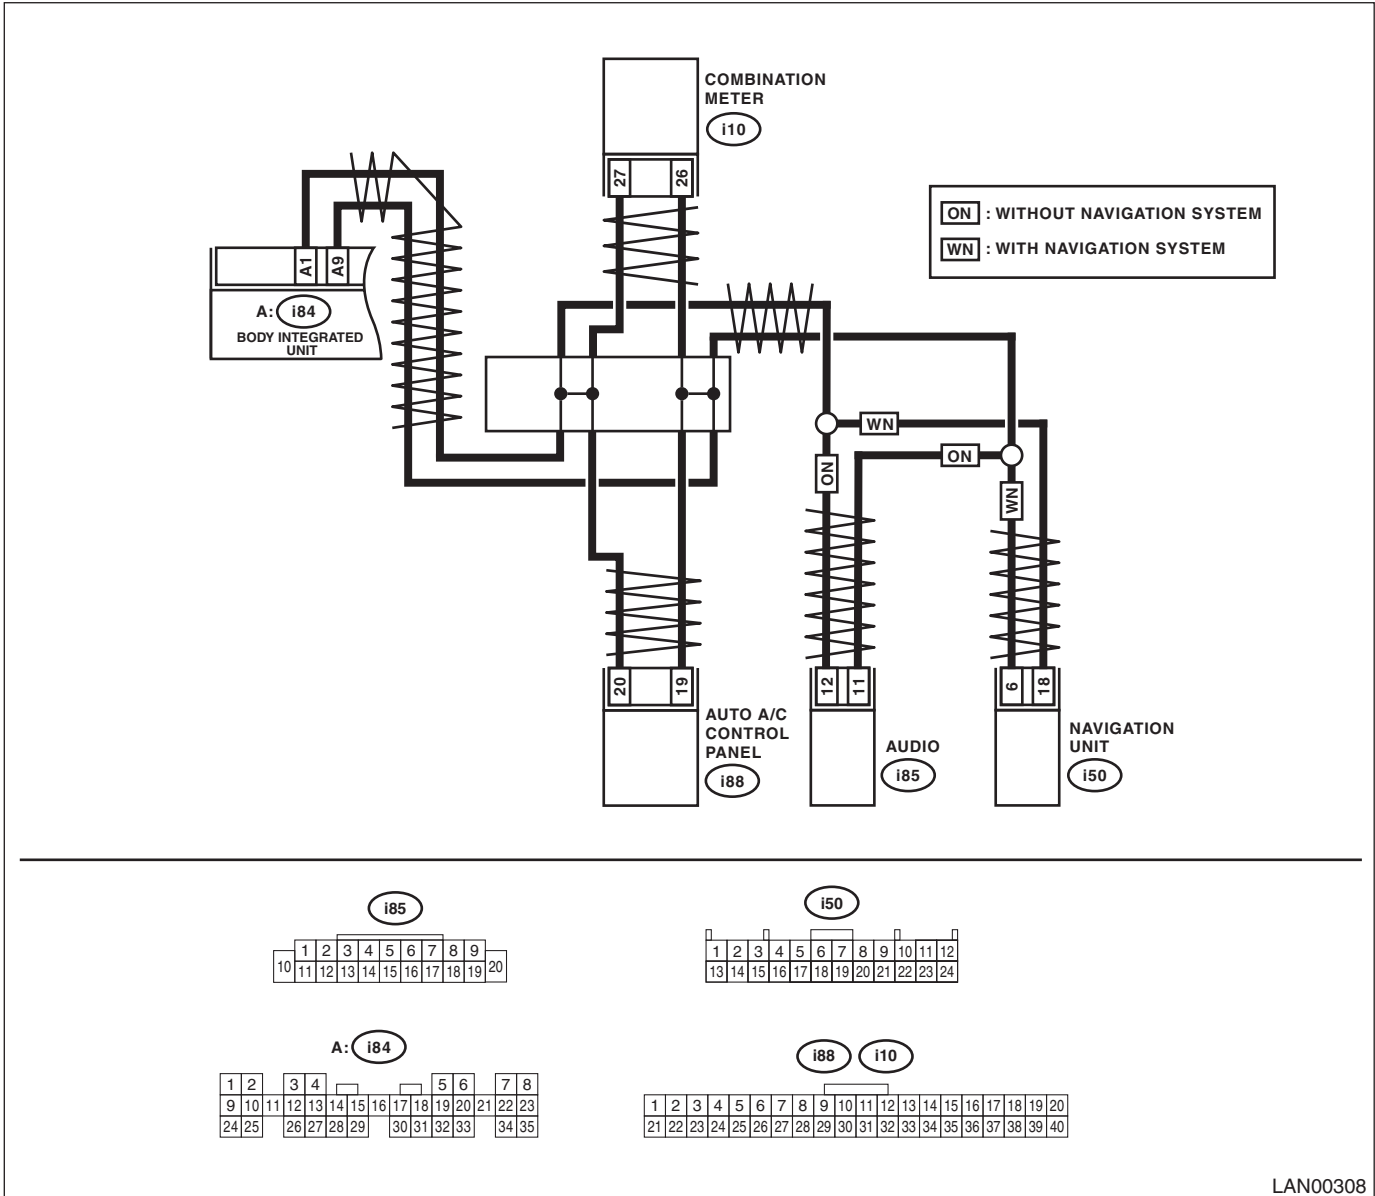 COMBINATION
METER
i10
27
26
ON : WITHOUT NAVIGATION SYSTEM
WN : WITH NAVIGATION SYSTEM
A1
A9
A: i84
BODY INTEGRATED
UNIT
WN
ON
ON
WN
20
19
12
11
6
18
AUTO A/C
CONTROL
PANEL
i88
AUDIO
i85
NAVIGATION
UNIT
i50
i85
1 2 3 4 5 6 7 8 9
10 11 12 13 14 15 16 17 18 19 20
i50
1 2 3 4 5 6 7 8 9 10 11 12
13 14 15 16 17 18 19 20 21 22 23 24
A: i84
1 2 3 4 5 6 7 8
9 10 11 12 13 14 15 16 17 18 19 20 21 22 23
24 25 26 27 28 29 30 31 32 33 34 35
i88 i10
1 2 3 4 5 6 7 8 9 10 11 12 13 14 15 16 17 18 19 20
21 22 23 24 25 26 27 28 29 30 31 32 33 34 35 36 37 38 39 40
LAN00308